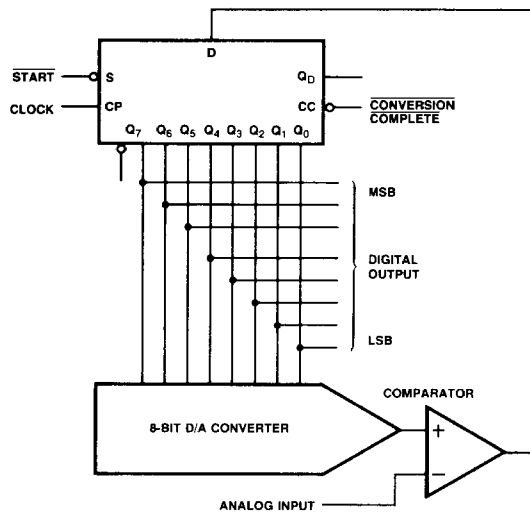 D
START
S
Q_D
CLOCK
CP
CC
CONVERSION
COMPLETE
Q7 Q6 Q5 Q4 Q3 Q2 Q1 Q0
MSB
DIGITAL
OUTPUT
LSB
COMPARATOR
8-BIT D/A CONVERTER
+
−
ANALOG INPUT